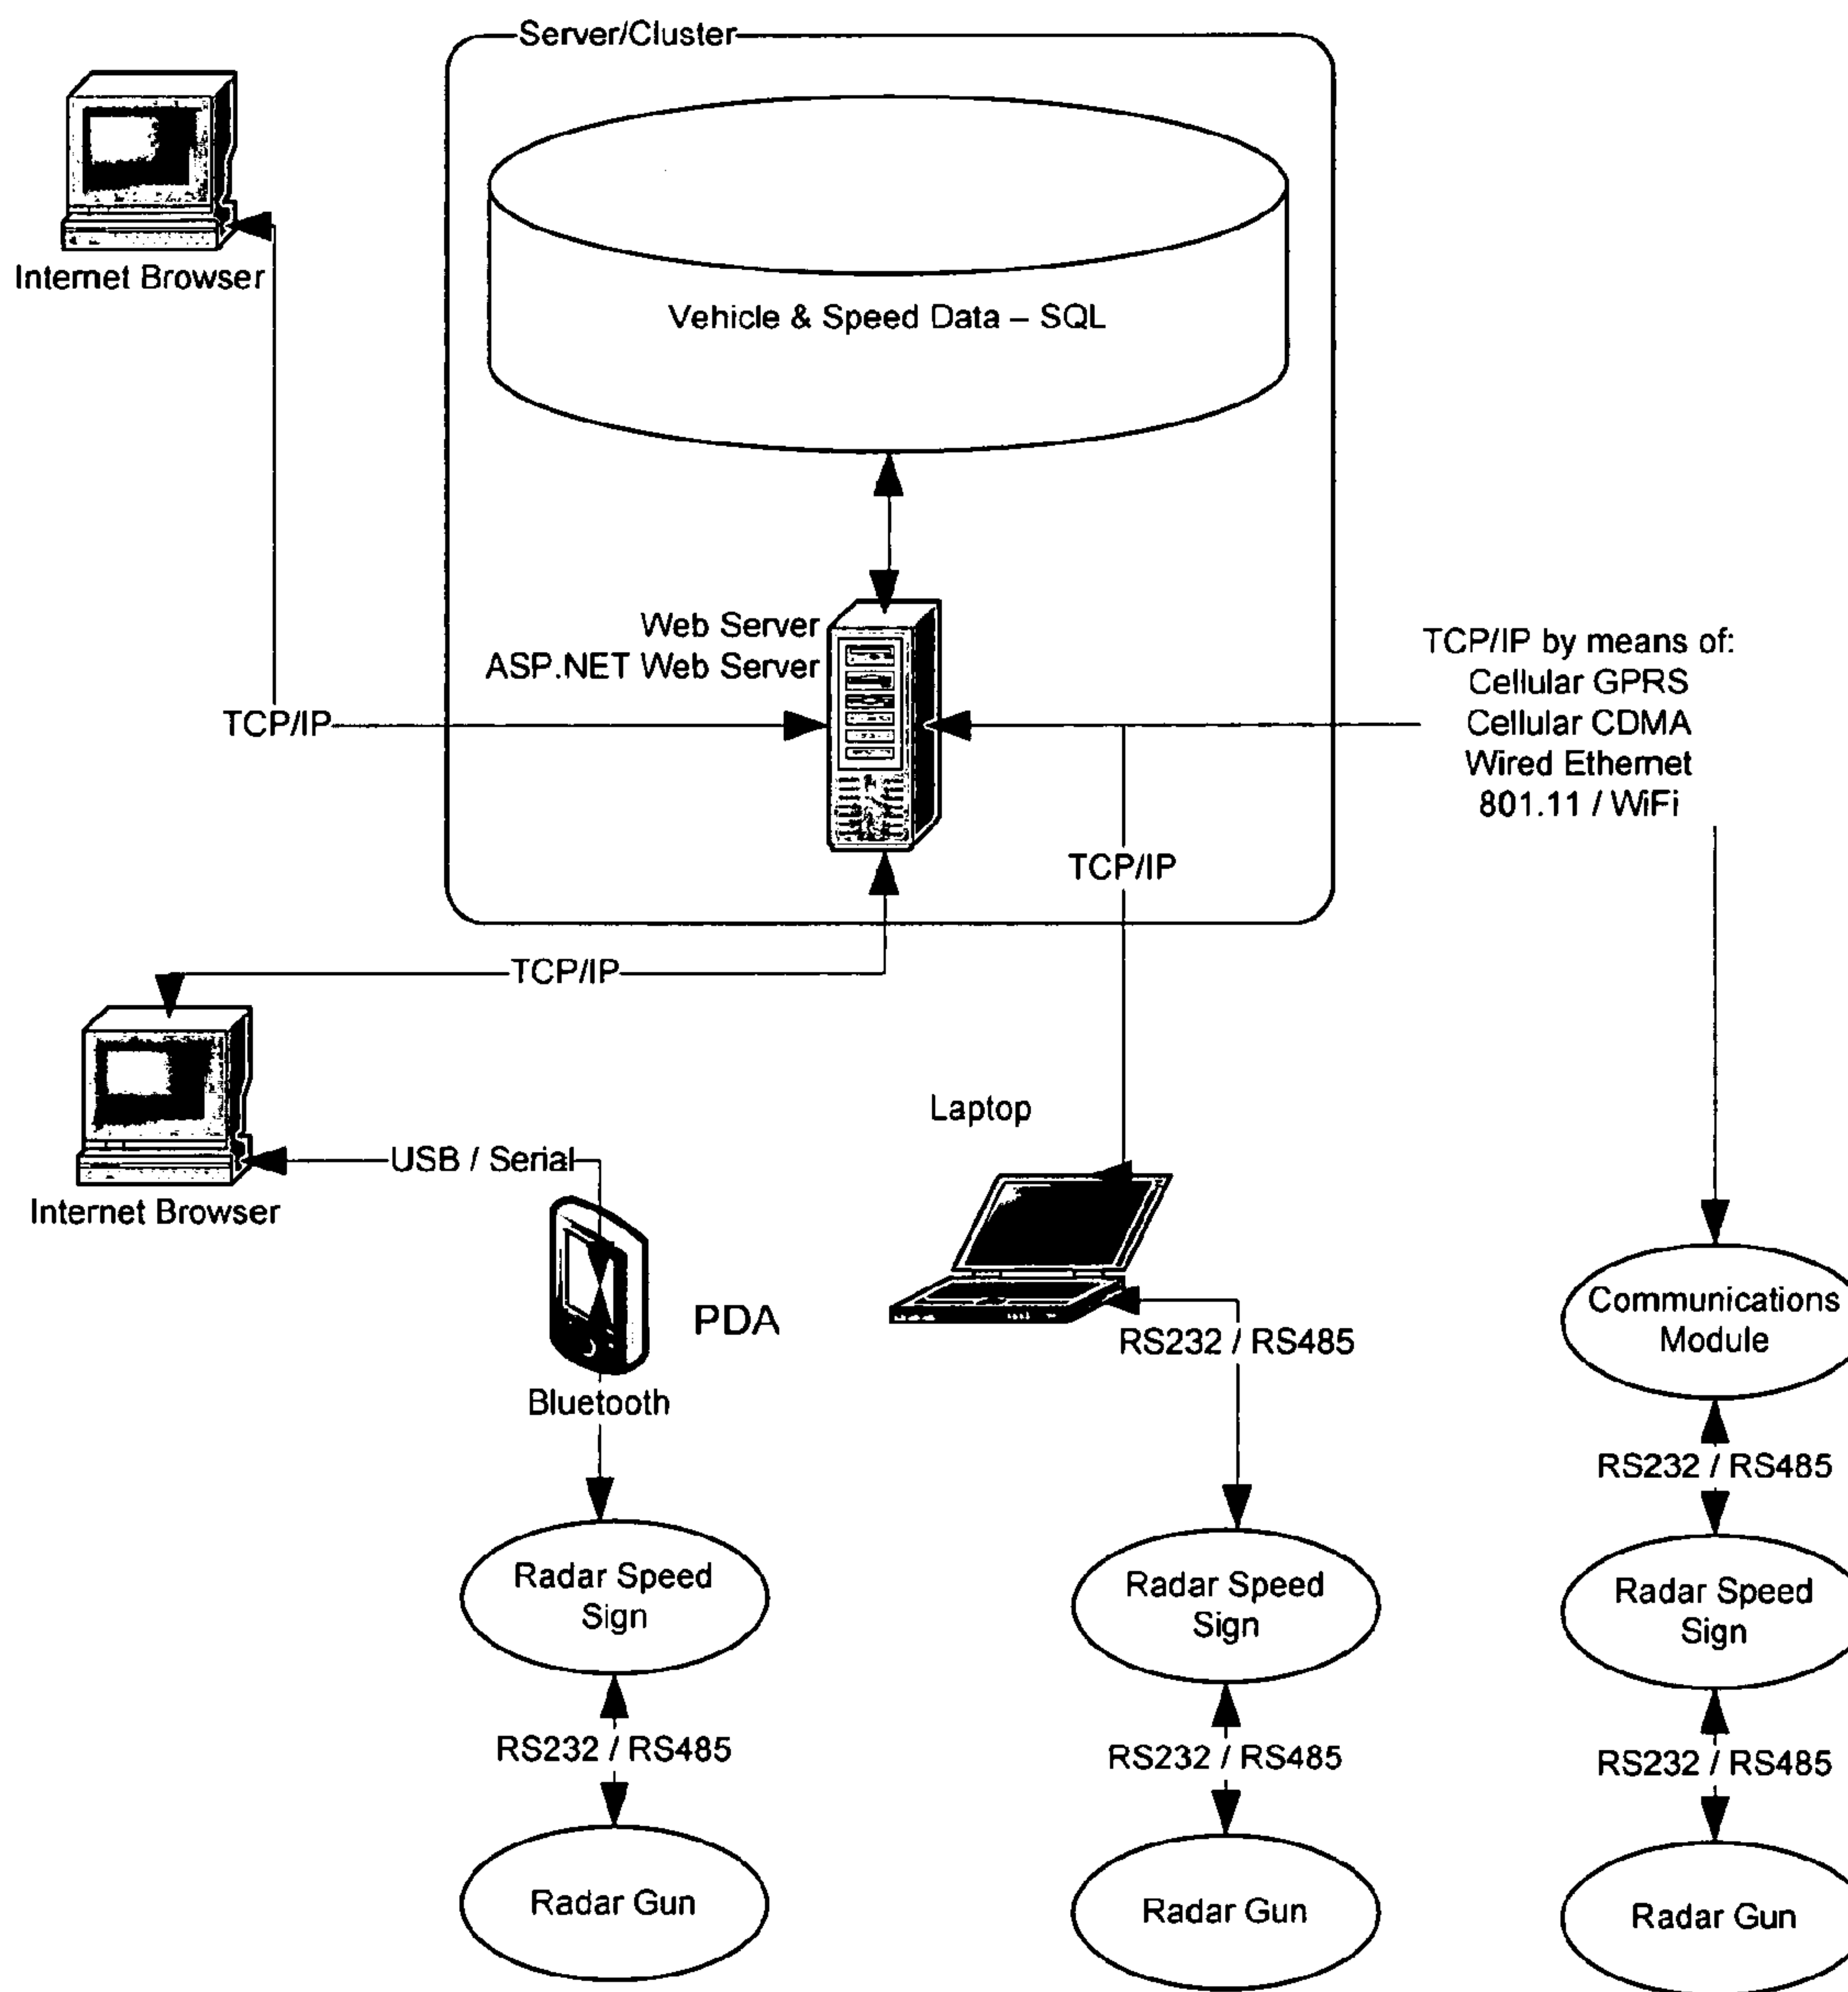 Server/Cluster
Internet Browser
Vehicle & Speed Data – SQL
Web Server
ASP.NET Web Server
TCP/IP
TCP/IP by means of:
Cellular GPRS
Cellular CDMA
Wired Ethernet
801.11 / WiFi
TCP/IP
TCP/IP
Internet Browser
USB / Serial
Laptop
PDA
Bluetooth
RS232 / RS485
Communications
Module
RS232 / RS485
Radar Speed
Sign
Radar Speed
Sign
Radar Speed
Sign
RS232 / RS485
RS232 / RS485
RS232 / RS485
Radar Gun
Radar Gun
Radar Gun